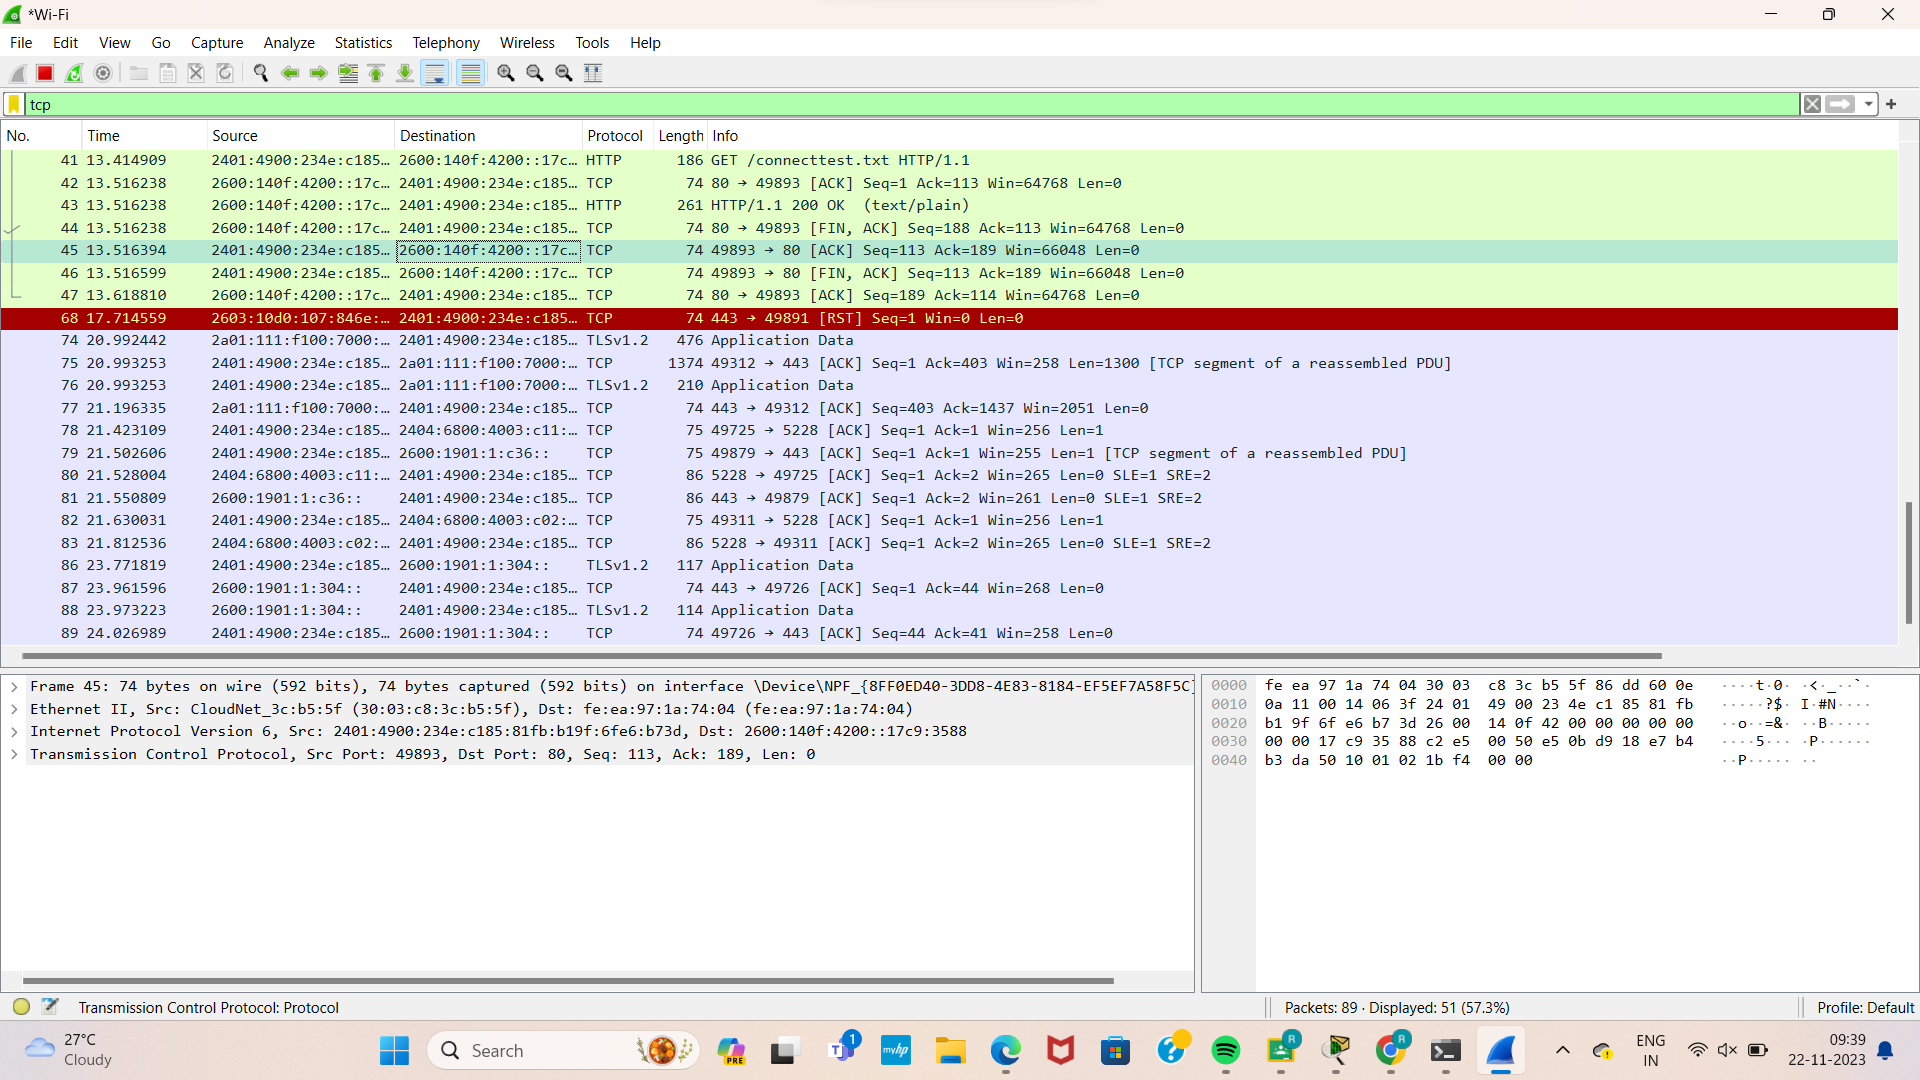 *Wi-Fi
File Edit View Go Capture Analyze Statistics Telephony Wireless Tools Help
tcp
No. Time Source Destination Protocol Length Info
41 13.414909 2401:4900:234e:c185… 2600:140f:4200::17c… HTTP 186 GET /connecttest.txt HTTP/1.1
42 13.516238 2600:140f:4200::17c… 2401:4900:234e:c185… TCP 74 80 → 49893 [ACK] Seq=1 Ack=113 Win=64768 Len=0
43 13.516238 2600:140f:4200::17c… 2401:4900:234e:c185… HTTP 261 HTTP/1.1 200 OK (text/plain)
44 13.516238 2600:140f:4200::17c… 2401:4900:234e:c185… TCP 74 80 → 49893 [FIN, ACK] Seq=188 Ack=113 Win=64768 Len=0
45 13.516394 2401:4900:234e:c185… 2600:140f:4200::17c… TCP 74 49893 → 80 [ACK] Seq=113 Ack=189 Win=66048 Len=0
46 13.516599 2401:4900:234e:c185… 2600:140f:4200::17c… TCP 74 49893 → 80 [FIN, ACK] Seq=113 Ack=189 Win=66048 Len=0
47 13.618810 2600:140f:4200::17c… 2401:4900:234e:c185… TCP 74 80 → 49893 [ACK] Seq=189 Ack=114 Win=64768 Len=0
68 17.714559 2603:10d0:107:846e:… 2401:4900:234e:c185… TCP 74 443 → 49891 [RST] Seq=1 Win=0 Len=0
74 20.992442 2a01:111:f100:7000:… 2401:4900:234e:c185… TLSv1.2 476 Application Data
75 20.993253 2401:4900:234e:c185… 2a01:111:f100:7000:… TCP 1374 49312 → 443 [ACK] Seq=1 Ack=403 Win=258 Len=1300 [TCP segment of a reassembled PDU]
76 20.993253 2401:4900:234e:c185… 2a01:111:f100:7000:… TLSv1.2 210 Application Data
77 21.196335 2a01:111:f100:7000:… 2401:4900:234e:c185… TCP 74 443 → 49312 [ACK] Seq=403 Ack=1437 Win=2051 Len=0
78 21.423109 2401:4900:234e:c185… 2404:6800:4003:c11:… TCP 75 49725 → 5228 [ACK] Seq=1 Ack=1 Win=256 Len=1
79 21.502606 2401:4900:234e:c185… 2600:1901:1:c36:: TCP 75 49879 → 443 [ACK] Seq=1 Ack=1 Win=255 Len=1 [TCP segment of a reassembled PDU]
80 21.528004 2404:6800:4003:c11:… 2401:4900:234e:c185… TCP 86 5228 → 49725 [ACK] Seq=1 Ack=2 Win=265 Len=0 SLE=1 SRE=2
81 21.550809 2600:1901:1:c36:: 2401:4900:234e:c185… TCP 86 443 → 49879 [ACK] Seq=1 Ack=2 Win=261 Len=0 SLE=1 SRE=2
82 21.630031 2401:4900:234e:c185… 2404:6800:4003:c02:… TCP 75 49311 → 5228 [ACK] Seq=1 Ack=1 Win=256 Len=1
83 21.812536 2404:6800:4003:c02:… 2401:4900:234e:c185… TCP 86 5228 → 49311 [ACK] Seq=1 Ack=2 Win=265 Len=0 SLE=1 SRE=2
86 23.771819 2401:4900:234e:c185… 2600:1901:1:304:: TLSv1.2 117 Application Data
87 23.961596 2600:1901:1:304:: 2401:4900:234e:c185… TCP 74 443 → 49726 [ACK] Seq=1 Ack=44 Win=268 Len=0
88 23.973223 2600:1901:1:304:: 2401:4900:234e:c185… TLSv1.2 114 Application Data
89 24.026989 2401:4900:234e:c185… 2600:1901:1:304:: TCP 74 49726 → 443 [ACK] Seq=44 Ack=41 Win=258 Len=0
Frame 45: 74 bytes on wire (592 bits), 74 bytes captured (592 bits) on interface \Device\NPF_{8FF0ED40-3DD8-4E83-8184-EF5EF7A58F5C}
Ethernet II, Src: CloudNet_3c:b5:5f (30:03:c8:3c:b5:5f), Dst: fe:ea:97:1a:74:04 (fe:ea:97:1a:74:04)
Internet Protocol Version 6, Src: 2401:4900:234e:c185:81fb:b19f:6fe6:b73d, Dst: 2600:140f:4200::17c9:3588
Transmission Control Protocol, Src Port: 49893, Dst Port: 80, Seq: 113, Ack: 189, Len: 0
0000 fe ea 97 1a 74 04 30 03 c8 3c b5 5f 86 dd 60 0e ····t·0· ·<·_··`·
0010 0a 11 00 14 06 3f 24 01 49 00 23 4e c1 85 81 fb ·····?$· I·#N····
0020 b1 9f 6f e6 b7 3d 26 00 14 0f 42 00 00 00 00 00 ··o··=&· ··B·····
0030 00 00 17 c9 35 88 c2 e5 00 50 e5 0b d9 18 e7 b4 ····5··· ·P······
0040 b3 da 50 10 01 02 1b f4 00 00 ··P····· ··
Transmission Control Protocol: Protocol
Packets: 89 · Displayed: 51 (57.3%)
Profile: Default
27°C
Cloudy
Search
PRE
1
myhp
R
R
ENG
IN
09:39
22-11-2023